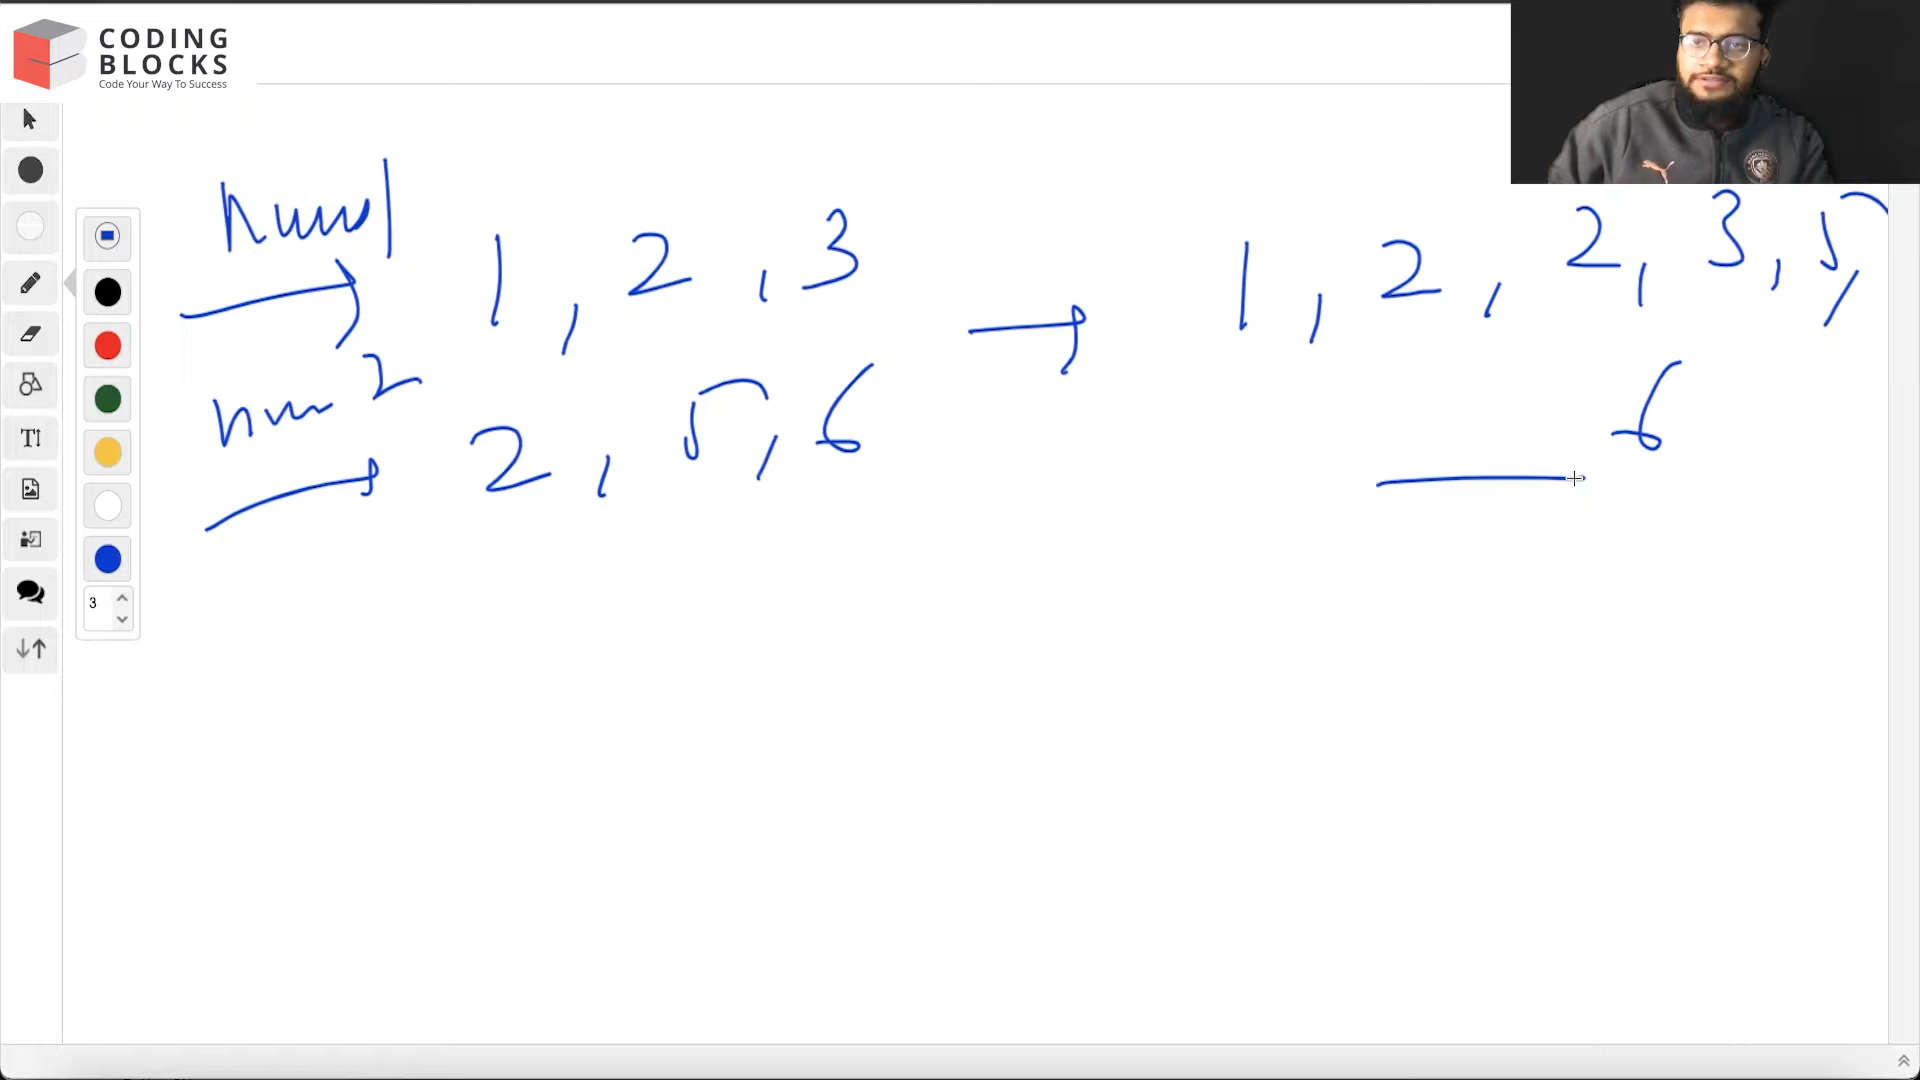 CODING
BLOCKS
Code Your Way To Success
nums1
1, 2, 3
1, 2, 2, 3, 5,
num2
2, 5, 6
6
T
3